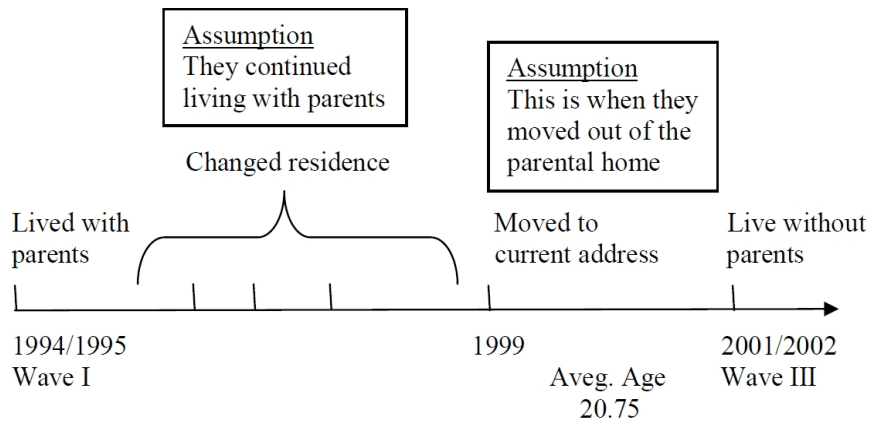 Assumption
They continued
living with parents
Assumption
This is when they
moved out of the
parental home
Changed residence
Lived with
parents
Moved to
current address
Live without
parents
1994/1995
Wave I
1999
Aveg. Age
20.75
2001/2002
Wave III